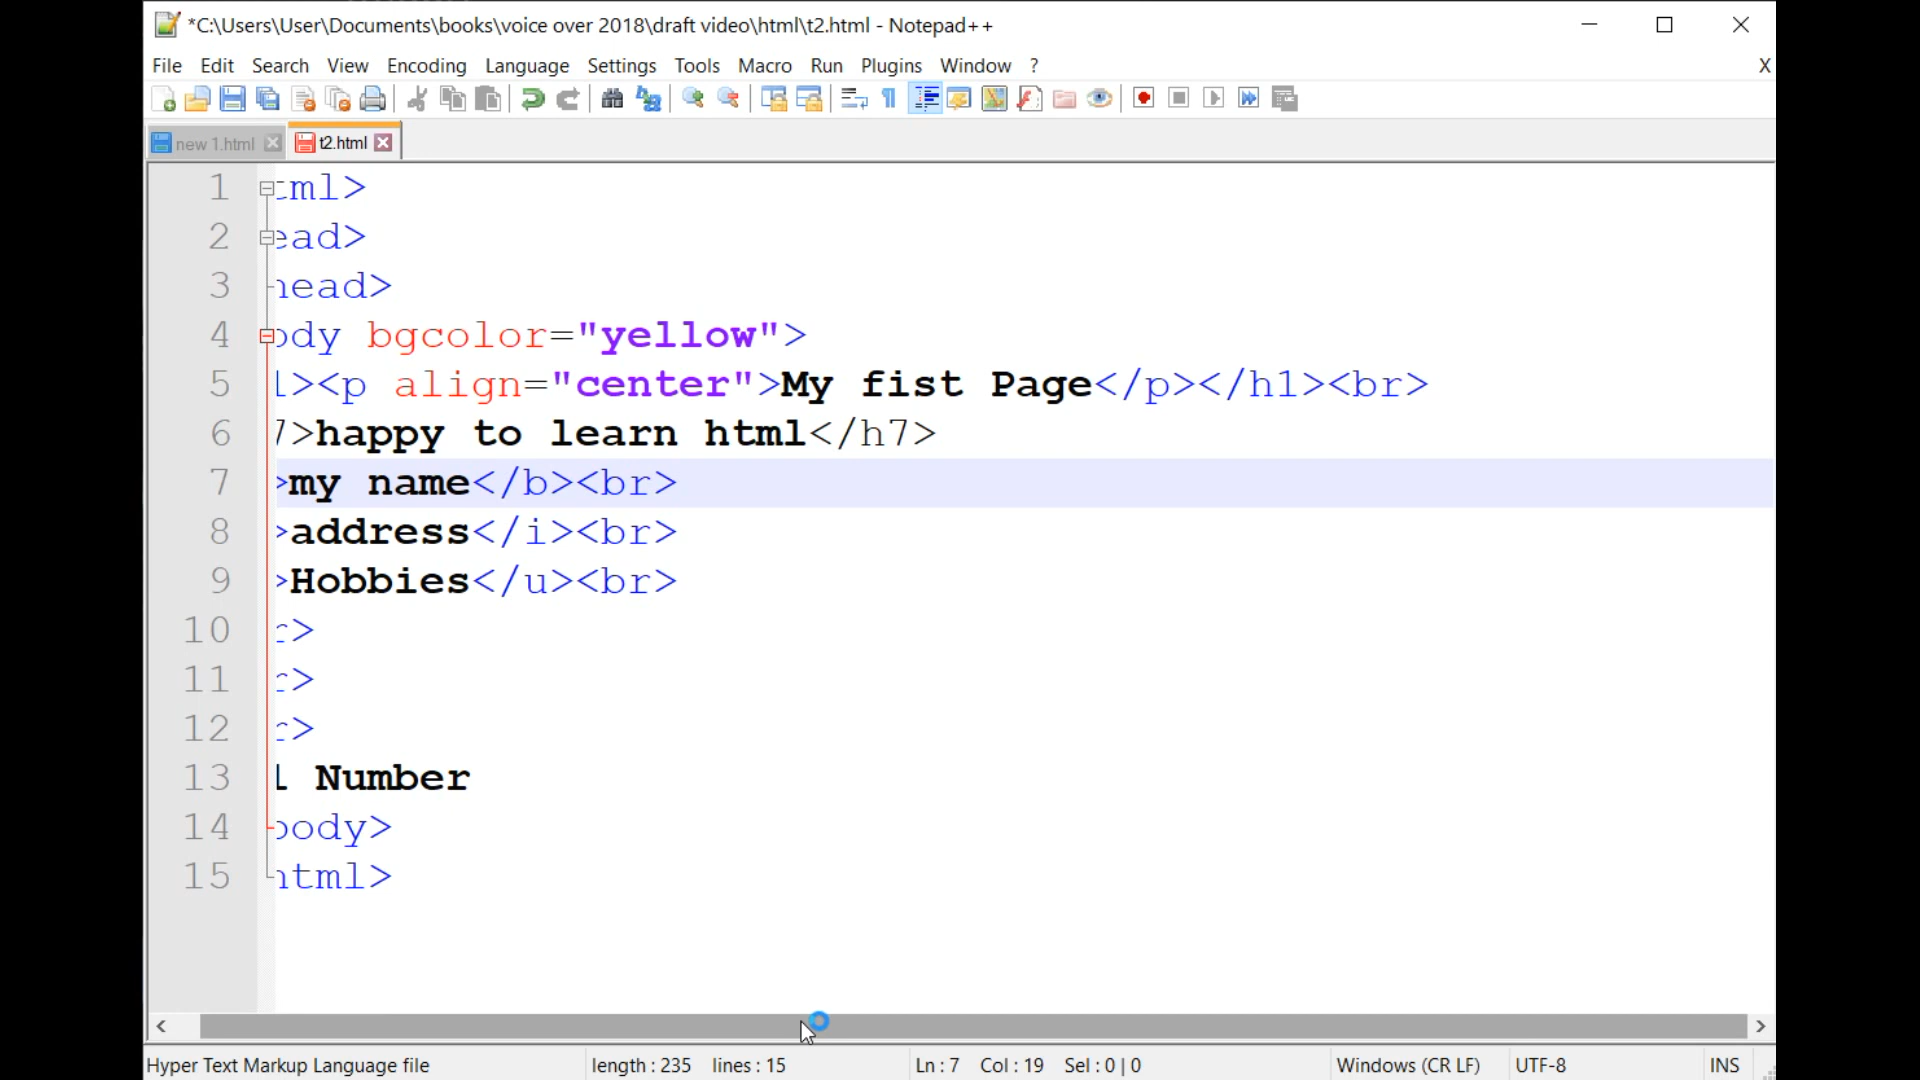 *C:\Users\User\Documents\books\voice over 2018\draft video\html\t2.html - Notepad++
File Edit Search View Encoding Language Settings Tools Macro Run Plugins Window ? X
new 1.html t2.html
1 tml>
2 ead>
3 head>
4 ody bgcolor="yellow">
5 1><p align="center">My fist Page</p></h1><br>
6 7>happy to learn html</h7>
7 >my name</b><br>
8 >address</i><br>
9 >Hobbies</u><br>
10 r>
11 r>
12 r>
13 l Number
14 body>
15 html>
Hyper Text Markup Language file length : 235 lines : 15 Ln : 7 Col : 19 Sel : 0 | 0 Windows (CR LF) UTF-8 INS